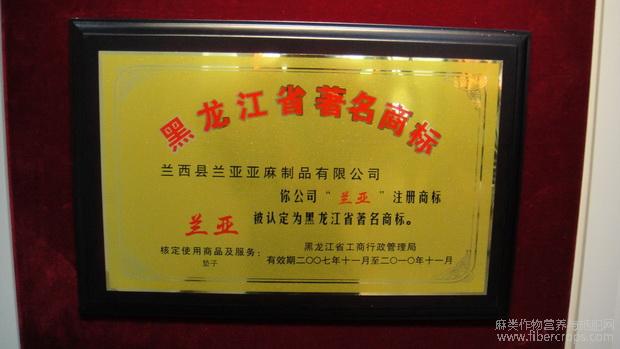 黑龙江省著名商标
兰西县兰亚亚麻制品有限公司
你公司“兰亚”注册商标
兰亚
被认定为黑龙江省著名商标。
核定使用商品及服务:
垫子
黑龙江省工商行政管理局
有效期二〇〇七年十一月至二〇一〇年十一月
麻类作物营养与施肥网
www.fibercrops.com